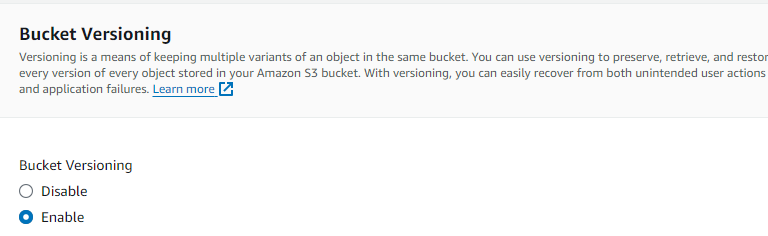 Bucket Versioning
Versioning is a means of keeping multiple variants of an object in the same bucket. You can use versioning to preserve, retrieve, and restor
every version of every object stored in your Amazon S3 bucket. With versioning, you can easily recover from both unintended user actions
and application failures. Learn more
Bucket Versioning
Disable
Enable